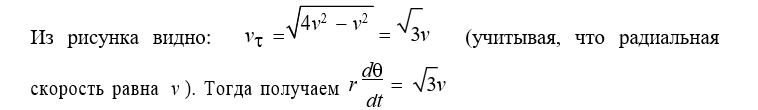 Из рисунка видно: v_τ = √(4v² − v²) = √3v (учитывая, что радиальная
скорость равна v ). Тогда получаем r dθ/dt = √3v